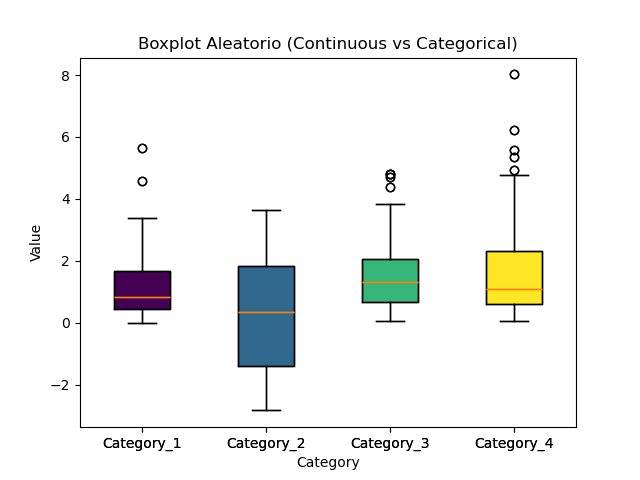 Boxplot Aleatorio (Continuous vs Categorical)
8
6
4
2
0
−2
Value
Category_1 Category_2 Category_3 Category_4
Category